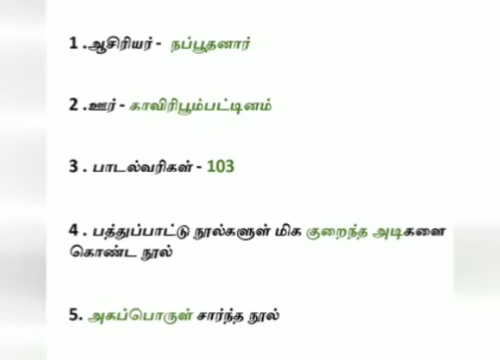 1 .ஆசிரியர் - நப்பூதனார்
2 .ஊர் - காவிரிபூம்பட்டினம்
3 . பாடல்வரிகள் - 103
4 . பத்துப்பாட்டு நூல்களுள் மிக குறைந்த அடிகளை
கொண்ட நூல்
5. அகப்பொருள் சார்ந்த நூல்